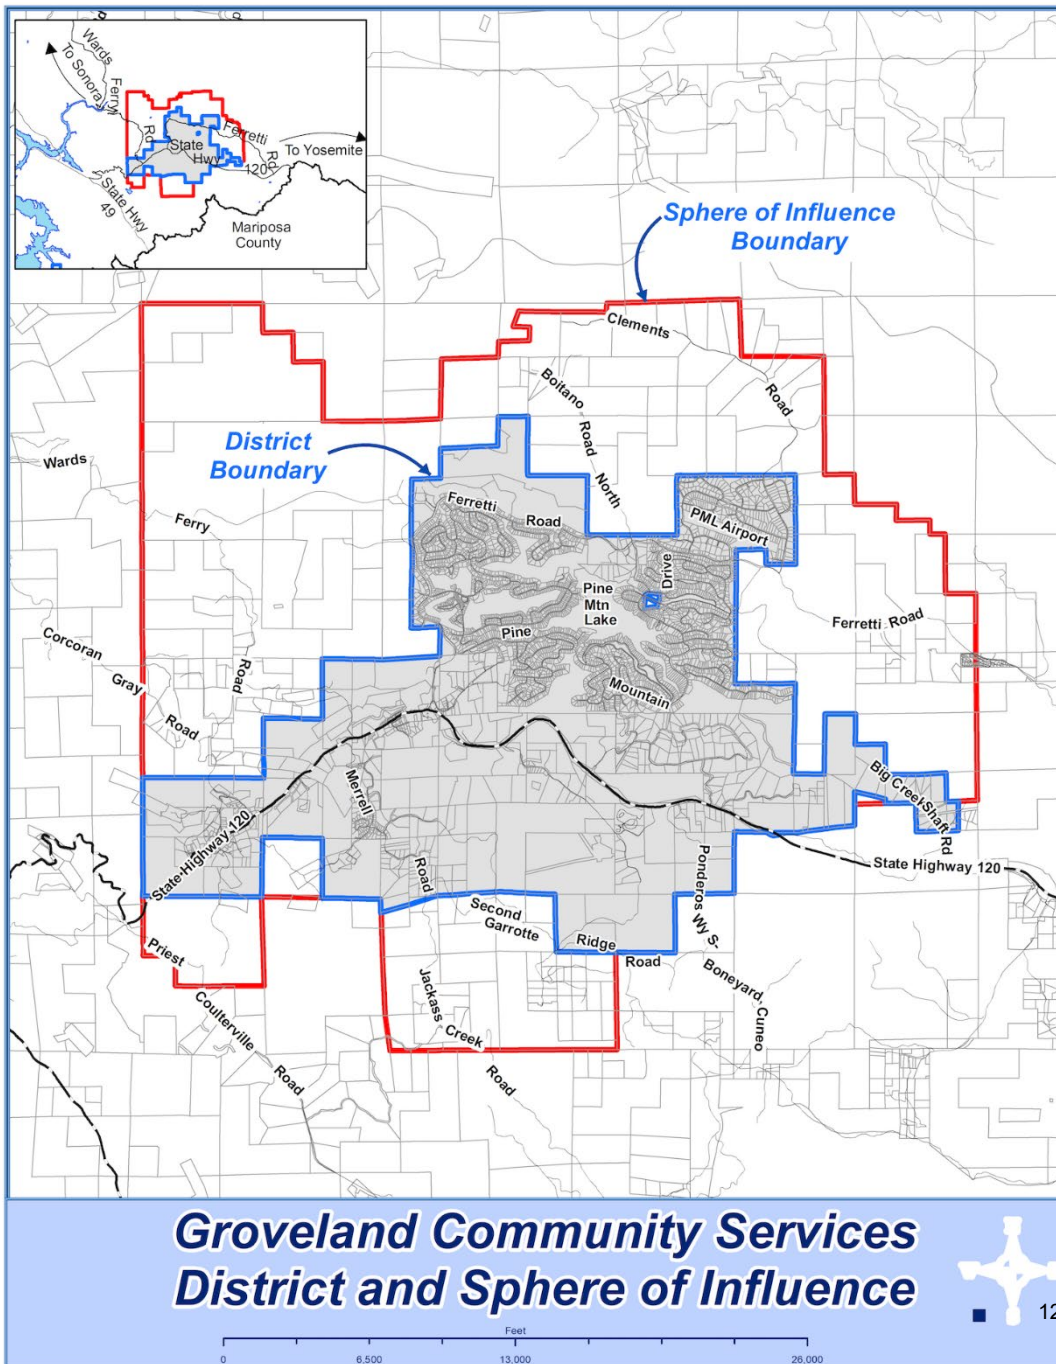 Wards
To Sonora
Ferry
Rd
Ferretti
Rd
State
Hwy
120
To Yosemite
State Hwy
49
Mariposa
County
Sphere of Influence
Boundary
Clements
Road
Boitano
Road
North
District
Boundary
Wards
Ferry
Road
Ferretti
Road
PML Airport
Drive
Pine
Mtn
Lake
Pine
Mountain
Ferretti Road
Corcoran
Gray
Road
Merrell
Road
Big Creek Shaft
Rd
State Highway 120
State Highway 120
Ponderos Wy S-
Second
Garrotte
Ridge
Road
Boneyard, Cuneo
Priest
Coulterville
Road
Jackass
Creek
Road
Groveland Community Services
District and Sphere of Influence
Feet
0 6,500 13,000 26,000
12